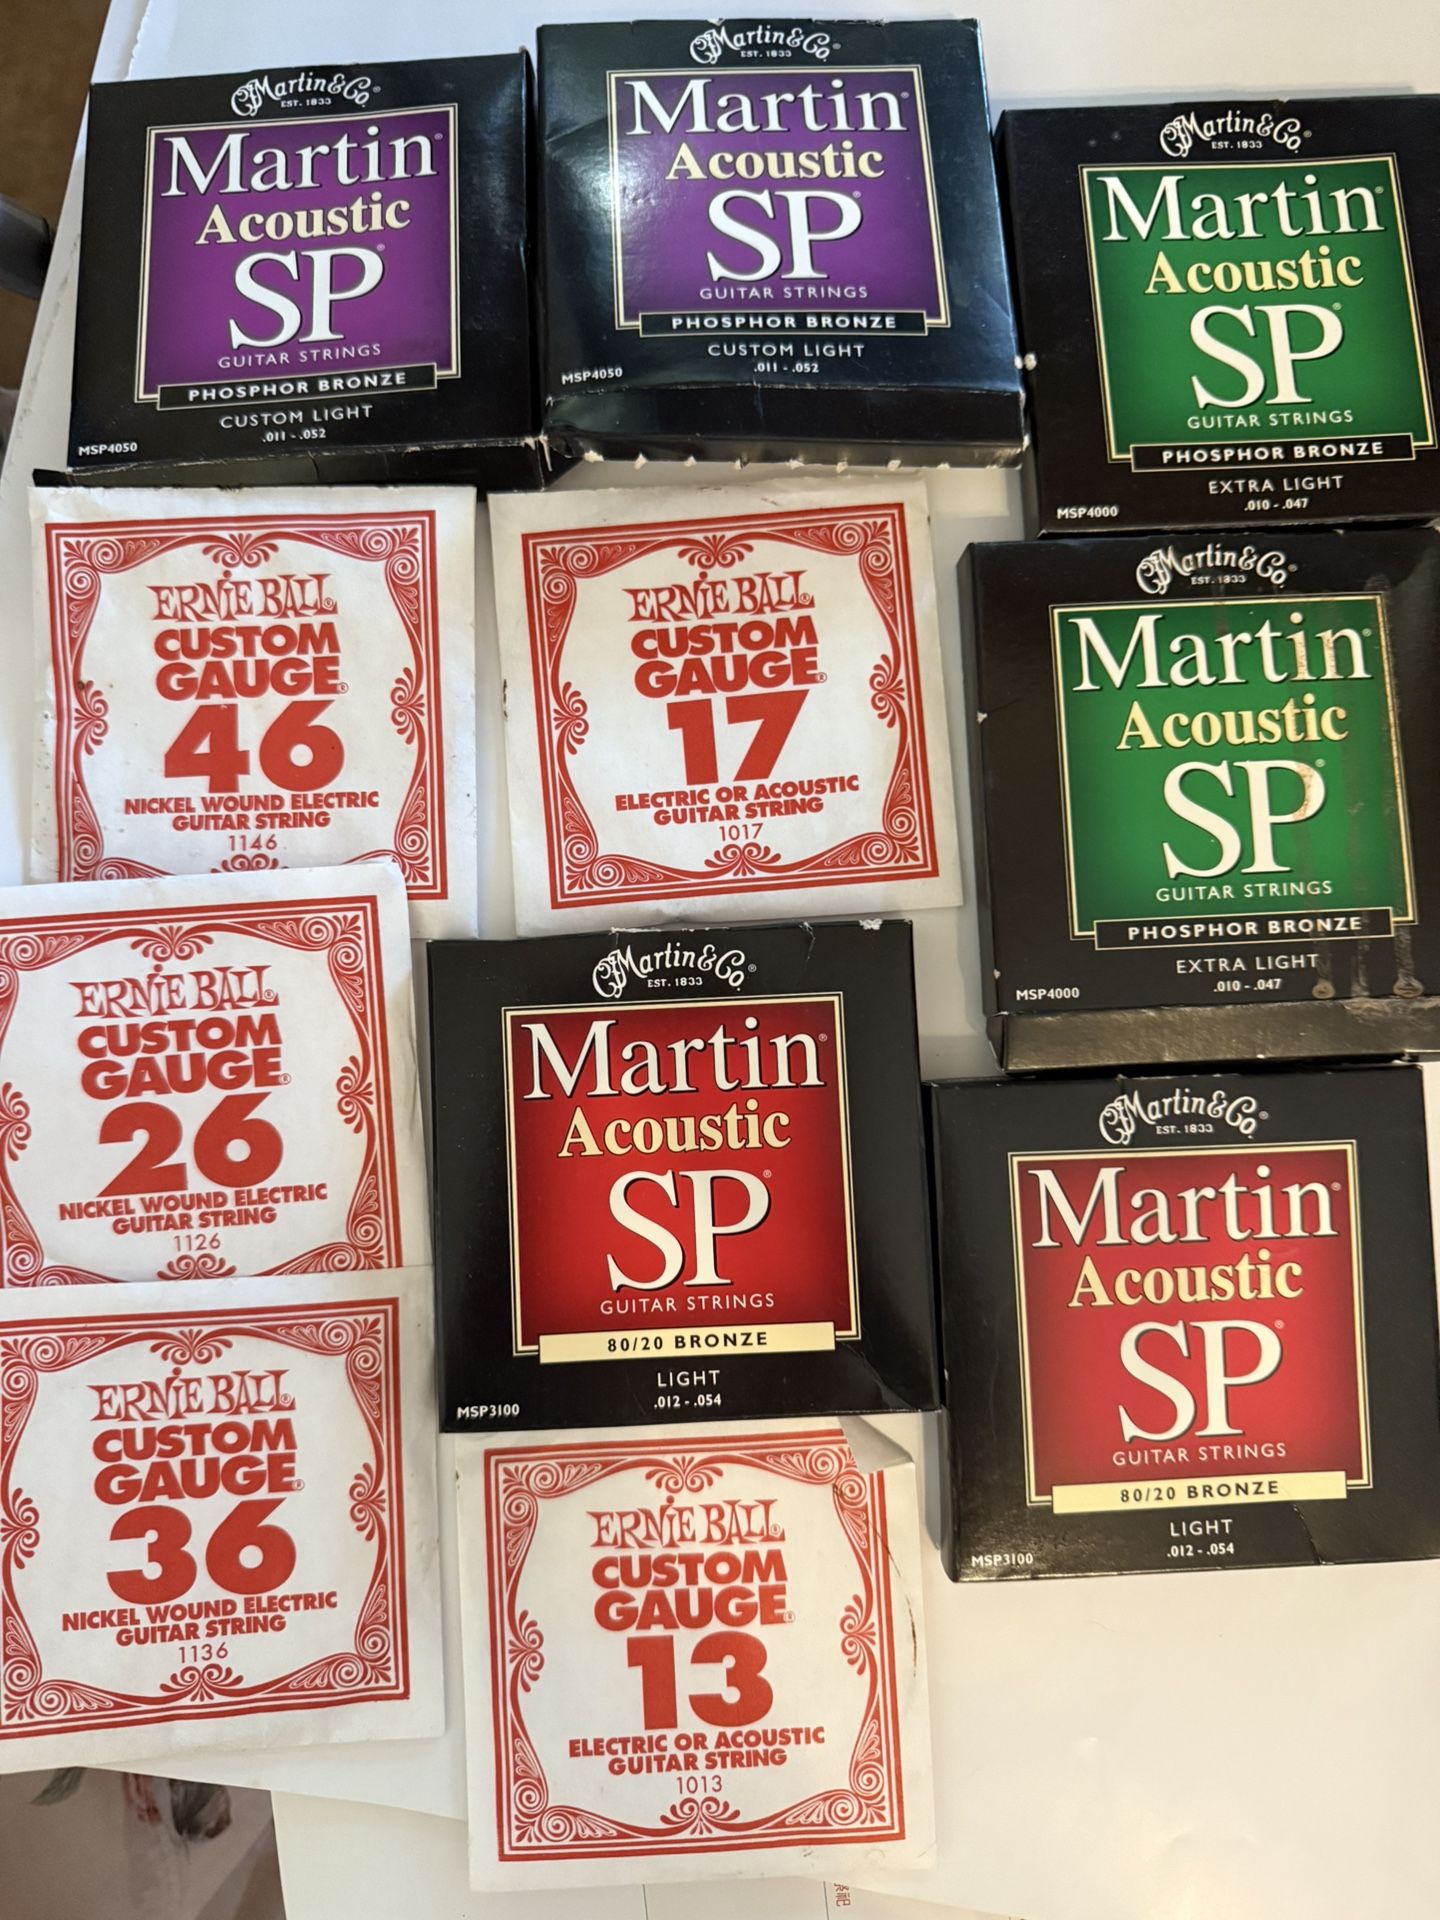 Martin & Co.
EST. 1833
Martin®
Acoustic
SP®
GUITAR STRINGS
PHOSPHOR BRONZE
CUSTOM LIGHT
.011 - .052
MSP4050
Martin & Co.®
EST. 1833
Martin®
Acoustic
SP®
GUITAR STRINGS
PHOSPHOR BRONZE
CUSTOM LIGHT
.011 - .052
MSP4050
Martin & Co.®
EST. 1833
Martin®
Acoustic
SP®
GUITAR STRINGS
PHOSPHOR BRONZE
EXTRA LIGHT
.010 - .047
MSP4000
ERNIE BALL®
CUSTOM
GAUGE®
46
NICKEL WOUND ELECTRIC
GUITAR STRING
1146
ERNIE BALL®
CUSTOM
GAUGE®
17
ELECTRIC OR ACOUSTIC
GUITAR STRING
1017
Martin & Co.®
EST. 1833
Martin®
Acoustic
SP®
GUITAR STRINGS
PHOSPHOR BRONZE
EXTRA LIGHT
.010 - .047
MSP4000
ERNIE BALL®
CUSTOM
GAUGE®
26
NICKEL WOUND ELECTRIC
GUITAR STRING
1126
Martin & Co.®
EST. 1833
Martin®
Acoustic
SP®
GUITAR STRINGS
80/20 BRONZE
LIGHT
.012 - .054
MSP3100
Martin & Co.®
EST. 1833
Martin®
Acoustic
SP®
GUITAR STRINGS
80/20 BRONZE
LIGHT
.012 - .054
MSP3100
ERNIE BALL®
CUSTOM
GAUGE®
36
NICKEL WOUND ELECTRIC
GUITAR STRING
1136
ERNIE BALL®
CUSTOM
GAUGE®
13
ELECTRIC OR ACOUSTIC
GUITAR STRING
1013